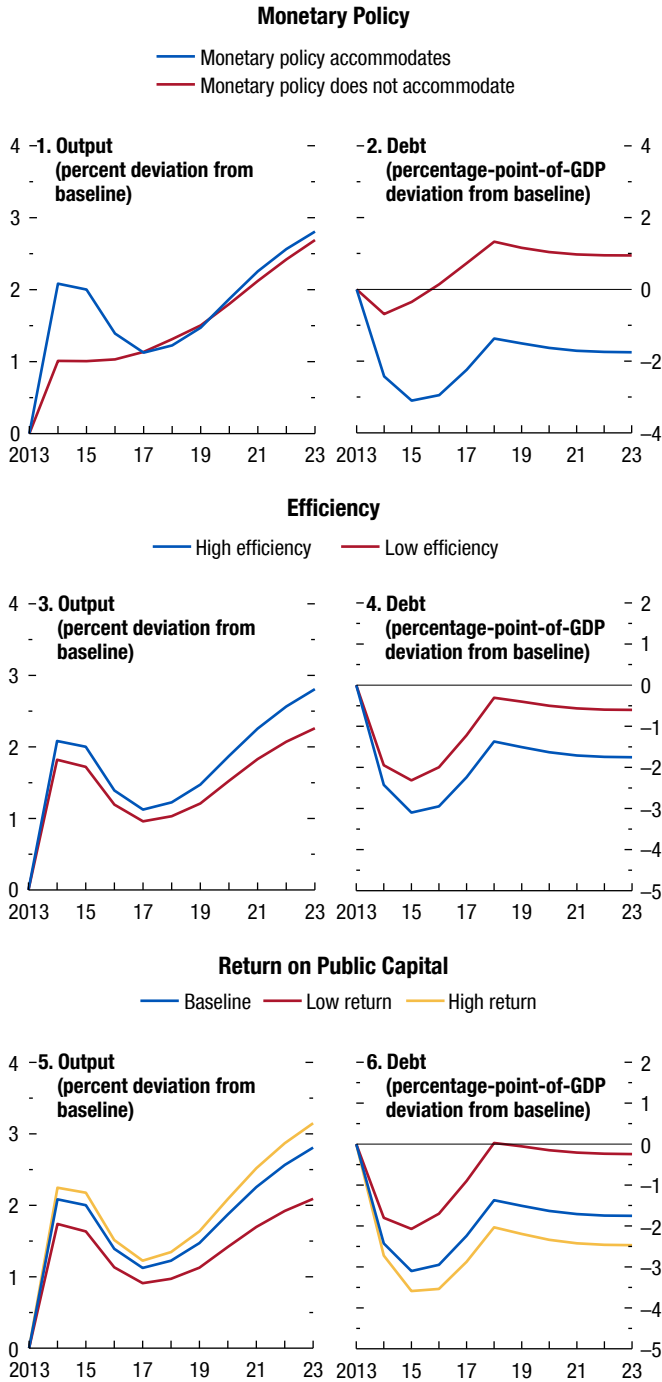 Monetary Policy
Monetary policy accommodates
Monetary policy does not accommodate
1. Output
(percent deviation from
baseline)
4
3
2
1
0
2013 15 17 19 21 23
2. Debt
(percentage-point-of-GDP
deviation from baseline)
4
2
0
–2
–4
2013 15 17 19 21 23
Efficiency
High efficiency Low efficiency
3. Output
(percent deviation from
baseline)
4
3
2
1
0
2013 15 17 19 21 23
4. Debt
(percentage-point-of-GDP
deviation from baseline)
2
1
0
–1
–2
–3
–4
–5
2013 15 17 19 21 23
Return on Public Capital
Baseline Low return High return
5. Output
(percent deviation from
baseline)
4
3
2
1
0
2013 15 17 19 21 23
6. Debt
(percentage-point-of-GDP
deviation from baseline)
2
1
0
–1
–2
–3
–4
–5
2013 15 17 19 21 23